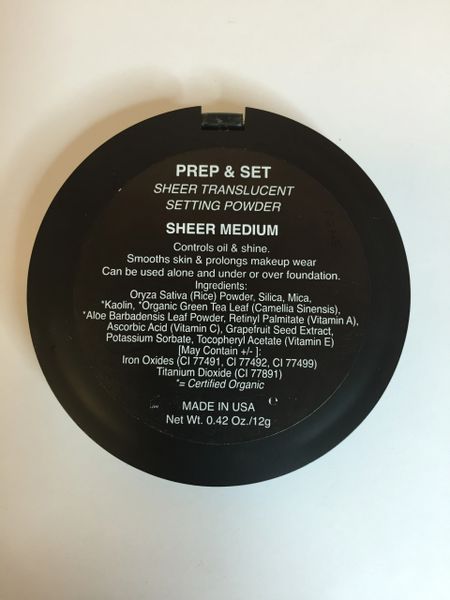 PREP & SET
SHEER TRANSLUCENT
SETTING POWDER
SHEER MEDIUM
Controls oil & shine.
Smooths skin & prolongs makeup wear
Can be used alone and under or over foundation.
Ingredients:
Oryza Sativa (Rice) Powder, Silica, Mica,
*Kaolin, *Organic Green Tea Leaf (Camellia Sinensis),
*Aloe Barbadensis Leaf Powder, Retinyl Palmitate (Vitamin A),
Ascorbic Acid (Vitamin C), Grapefruit Seed Extract,
Potassium Sorbate, Tocopheryl Acetate (Vitamin E)
[May Contain +/- ]:
Iron Oxides (CI 77491, CI 77492, CI 77499)
Titanium Dioxide (CI 77891)
*= Certified Organic
MADE IN USA
Net Wt. 0.42 Oz./12g